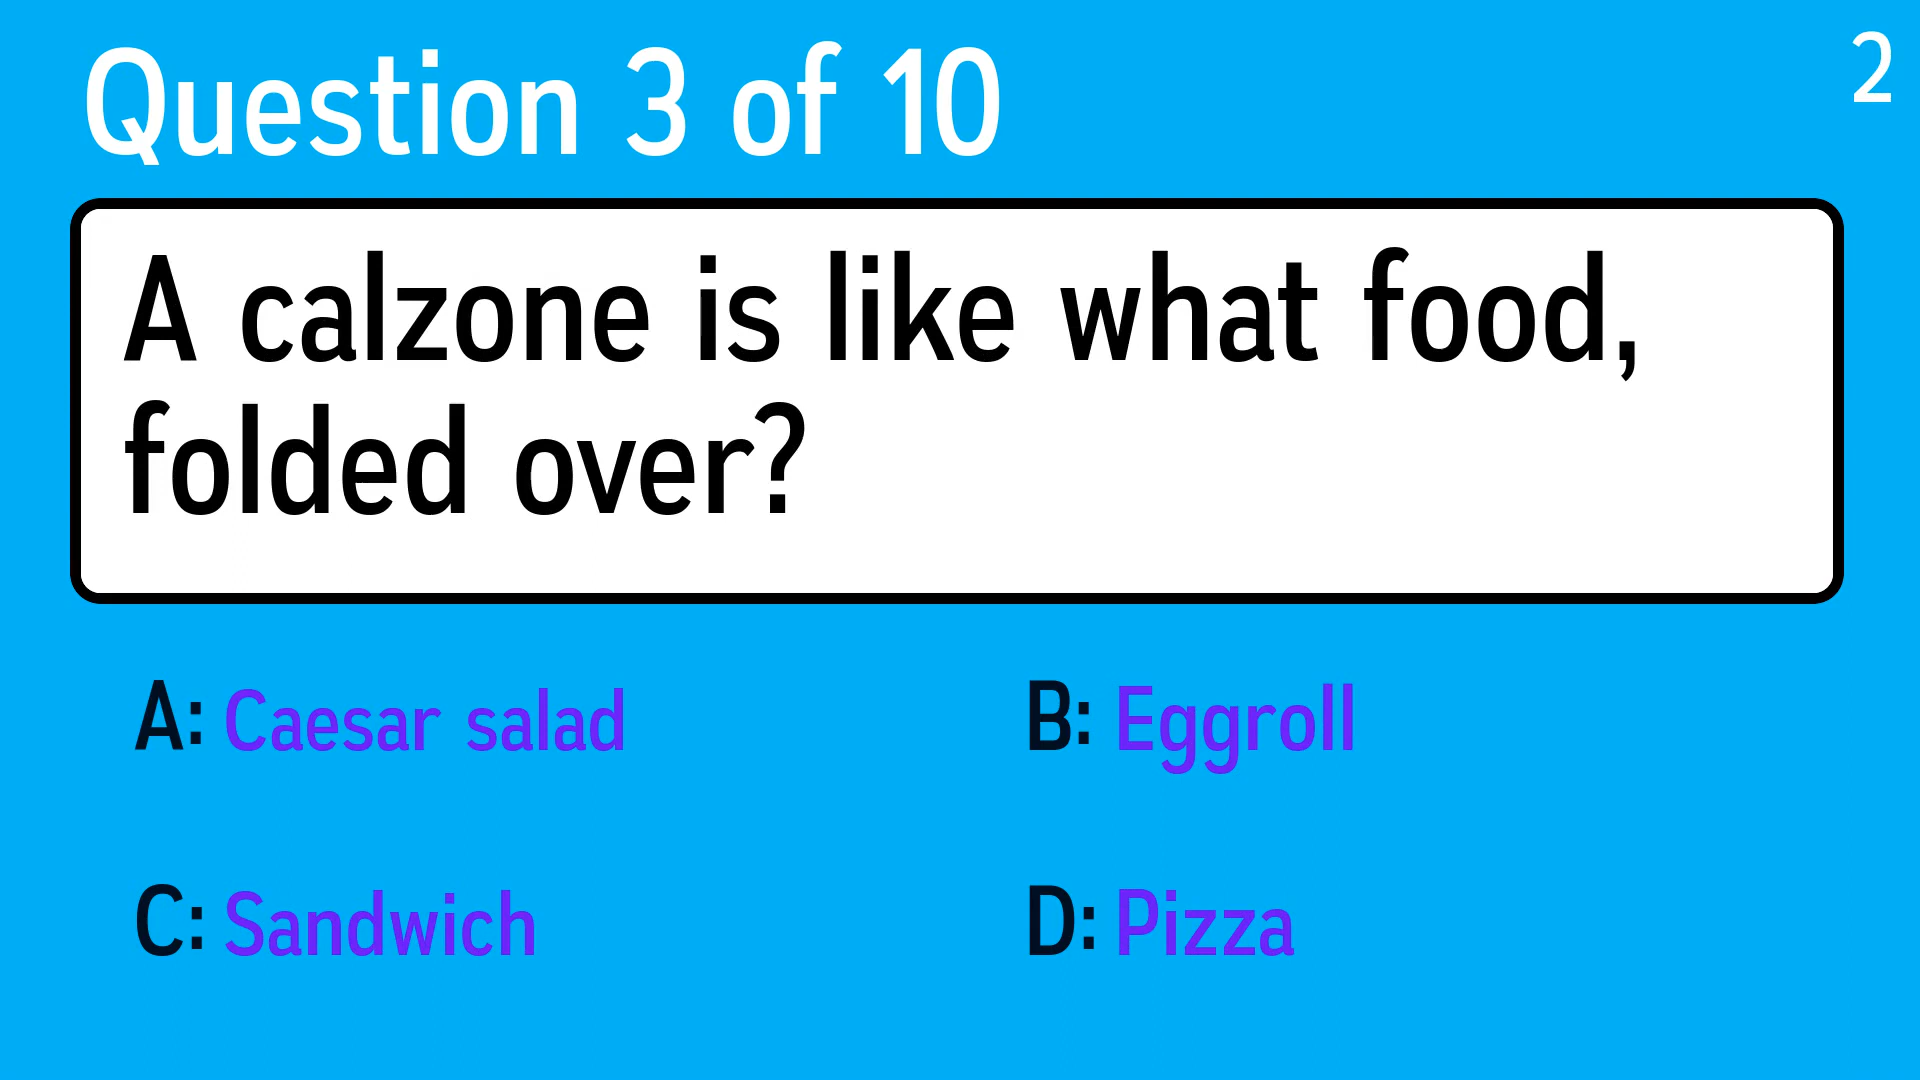 Question 3 of 10
2
A calzone is like what food,
folded over?
A: Caesar salad
B: Eggroll
C: Sandwich
D: Pizza